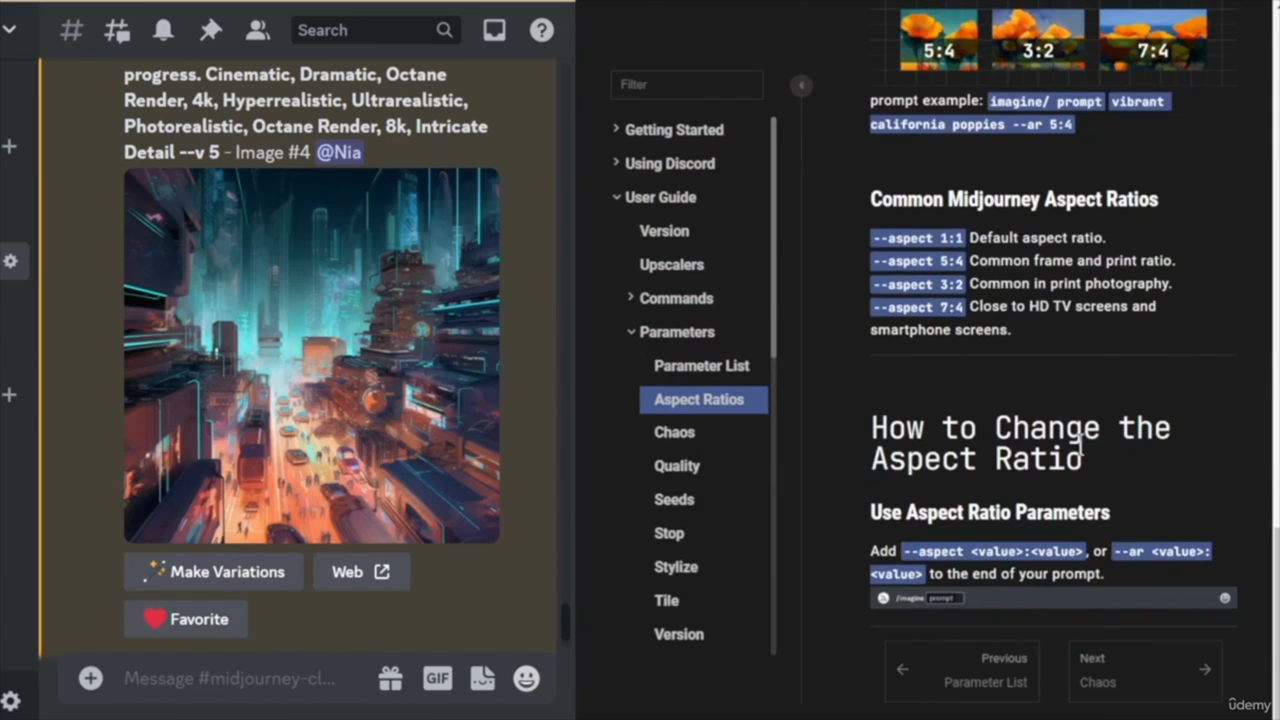 Search
progress. Cinematic, Dramatic, Octane
Render, 4k, Hyperrealistic, Ultrarealistic,
Photorealistic, Octane Render, 8k, Intricate
Detail --v 5 - Image #4 @Nia
Make Variations
Web
Favorite
Message #midjourney-cl...
GIF
Filter
Getting Started
Using Discord
User Guide
Version
Upscalers
Commands
Parameters
Parameter List
Aspect Ratios
Chaos
Quality
Seeds
Stop
Stylize
Tile
Version
5:4
3:2
7:4
prompt example: imagine/ prompt vibrant
california poppies --ar 5:4
Common Midjourney Aspect Ratios
--aspect 1:1 Default aspect ratio.
--aspect 5:4 Common frame and print ratio.
--aspect 3:2 Common in print photography.
--aspect 7:4 Close to HD TV screens and
smartphone screens.
How to Change the
Aspect Ratio
Use Aspect Ratio Parameters
Add --aspect <value>:<value>, or --ar <value>:
<value> to the end of your prompt.
/imagine prompt
Previous
Parameter List
Next
Chaos
ûdemy